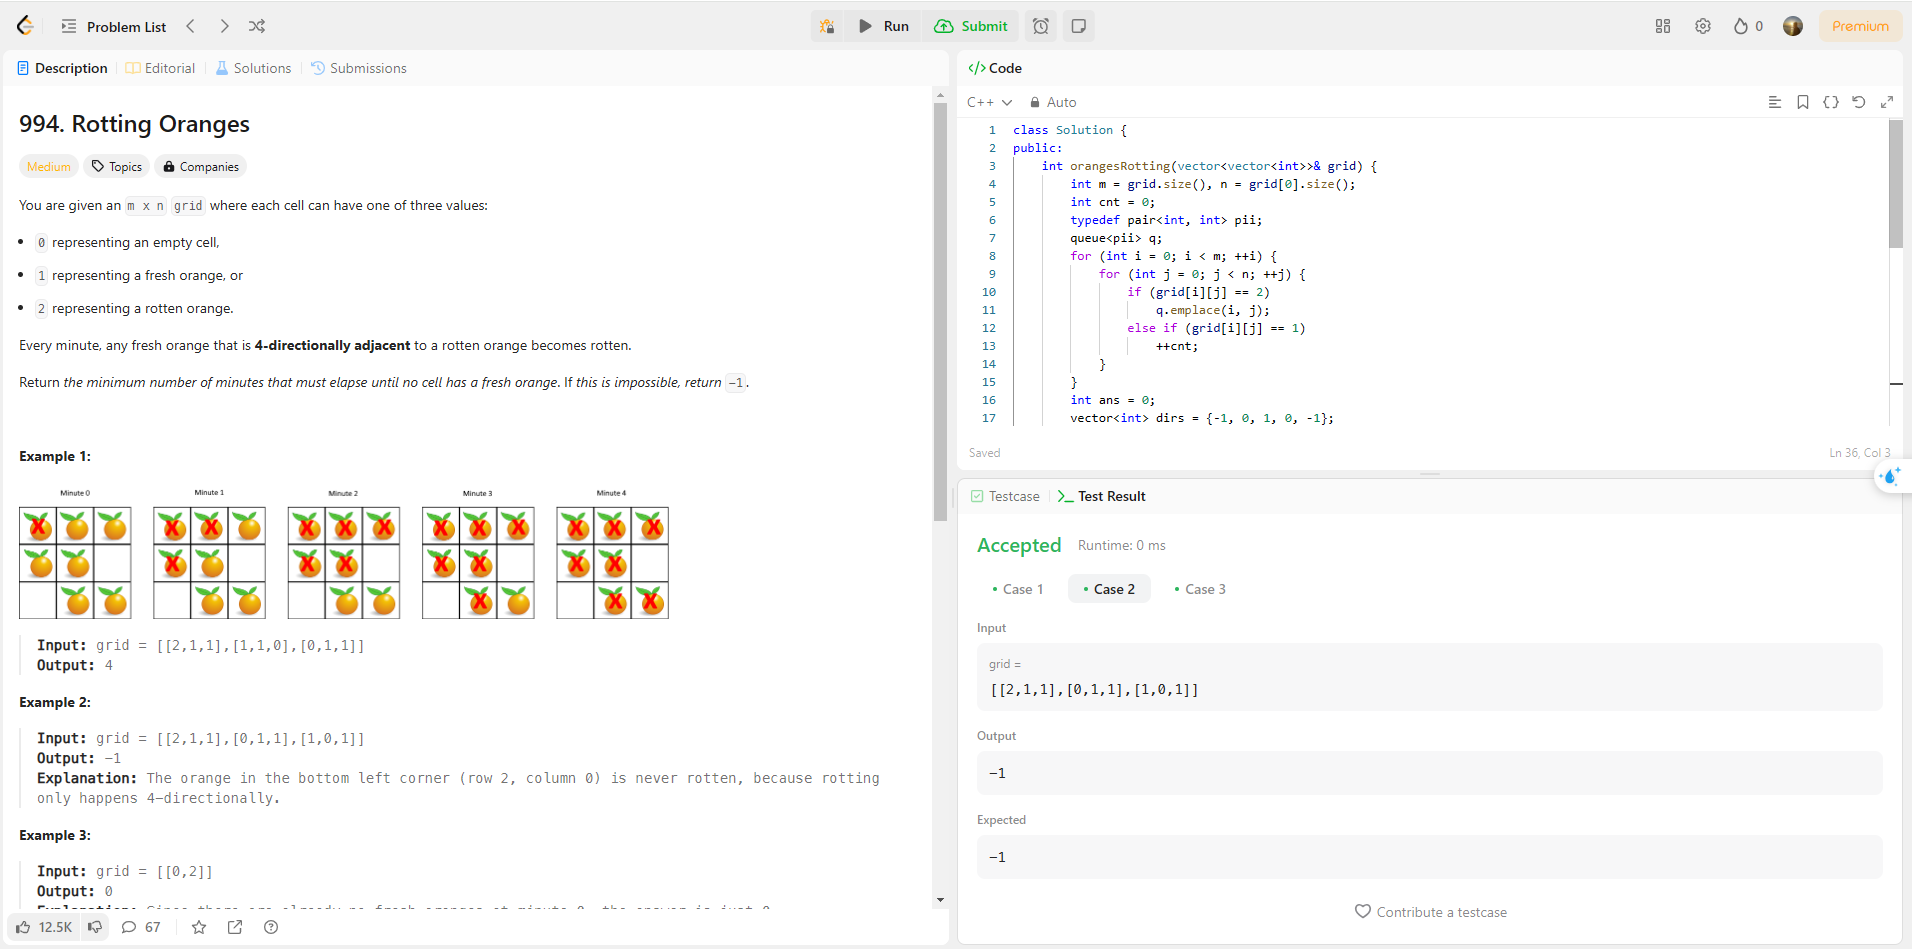 Problem List
Run
Submit
0
Premium
Description
Editorial
Solutions
Submissions
994. Rotting Oranges
Medium
Topics
Companies
You are given an m x n grid where each cell can have one of three values:
• 0 representing an empty cell,
• 1 representing a fresh orange, or
• 2 representing a rotten orange.
Every minute, any fresh orange that is 4-directionally adjacent to a rotten orange becomes rotten.
Return the minimum number of minutes that must elapse until no cell has a fresh orange. If this is impossible, return -1.
Example 1:
Minute 0
Minute 1
Minute 2
Minute 3
Minute 4
Input: grid = [[2,1,1],[1,1,0],[0,1,1]]
Output: 4
Example 2:
Input: grid = [[2,1,1],[0,1,1],[1,0,1]]
Output: -1
Explanation: The orange in the bottom left corner (row 2, column 0) is never rotten, because rotting
only happens 4-directionally.
Example 3:
Input: grid = [[0,2]]
Output: 0
12.5K
67
</> Code
C++
Auto
1 class Solution {
2 public:
3     int orangesRotting(vector<vector<int>>& grid) {
4         int m = grid.size(), n = grid[0].size();
5         int cnt = 0;
6         typedef pair<int, int> pii;
7         queue<pii> q;
8         for (int i = 0; i < m; ++i) {
9             for (int j = 0; j < n; ++j) {
10                 if (grid[i][j] == 2)
11                     q.emplace(i, j);
12                 else if (grid[i][j] == 1)
13                     ++cnt;
14             }
15         }
16         int ans = 0;
17         vector<int> dirs = {-1, 0, 1, 0, -1};
Saved
Ln 36, Col 3
Testcase
Test Result
Accepted
Runtime: 0 ms
• Case 1
• Case 2
• Case 3
Input
grid =
[[2,1,1],[0,1,1],[1,0,1]]
Output
-1
Expected
-1
Contribute a testcase